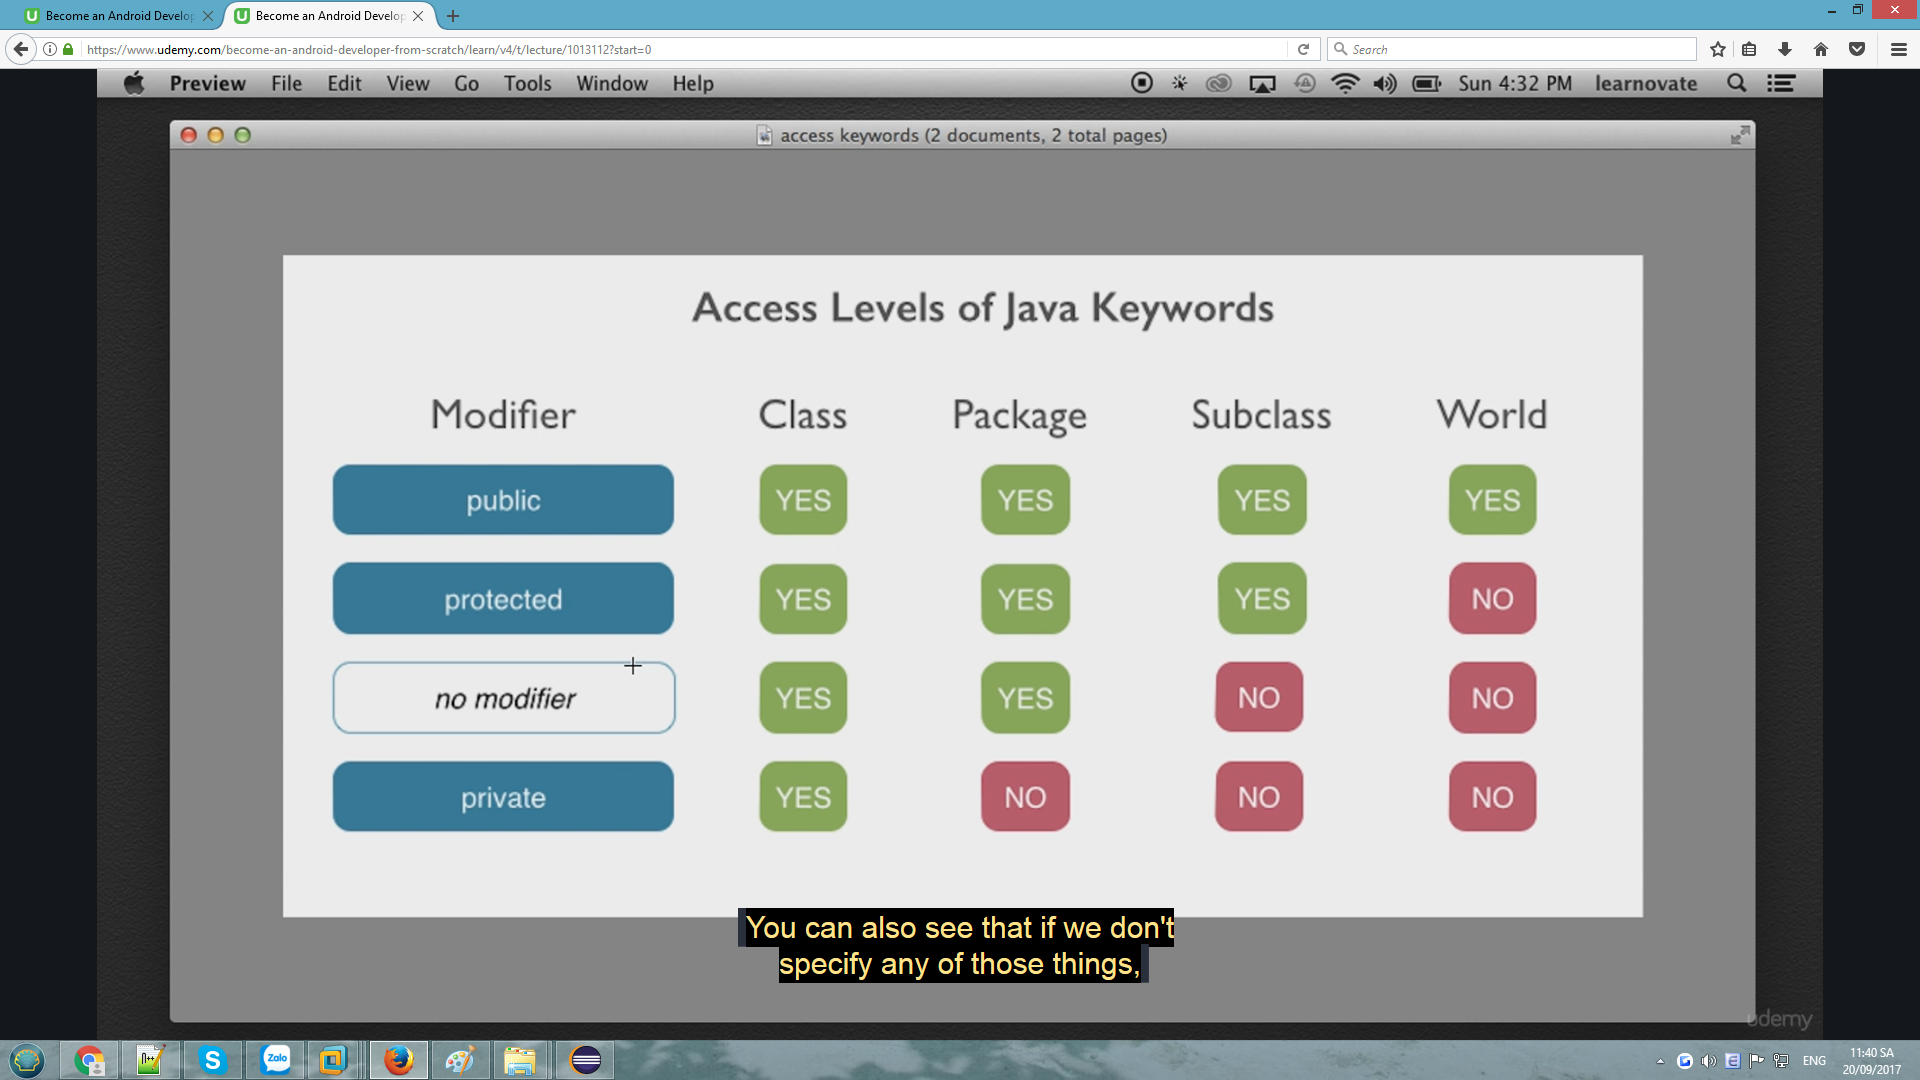 Become an Android Develop
Become an Android Develop
https://www.udemy.com/become-an-android-developer-from-scratch/learn/v4/t/lecture/1013112?start=0
Search
Preview File Edit View Go Tools Window Help
Sun 4:32 PM learnovate
access keywords (2 documents, 2 total pages)
Access Levels of Java Keywords
Modifier Class Package Subclass World
public YES YES YES YES
protected YES YES YES NO
no modifier YES YES NO NO
private YES NO NO NO
You can also see that if we don't
specify any of those things,
udemy
Zalo
ENG
11:40 SA
20/09/2017